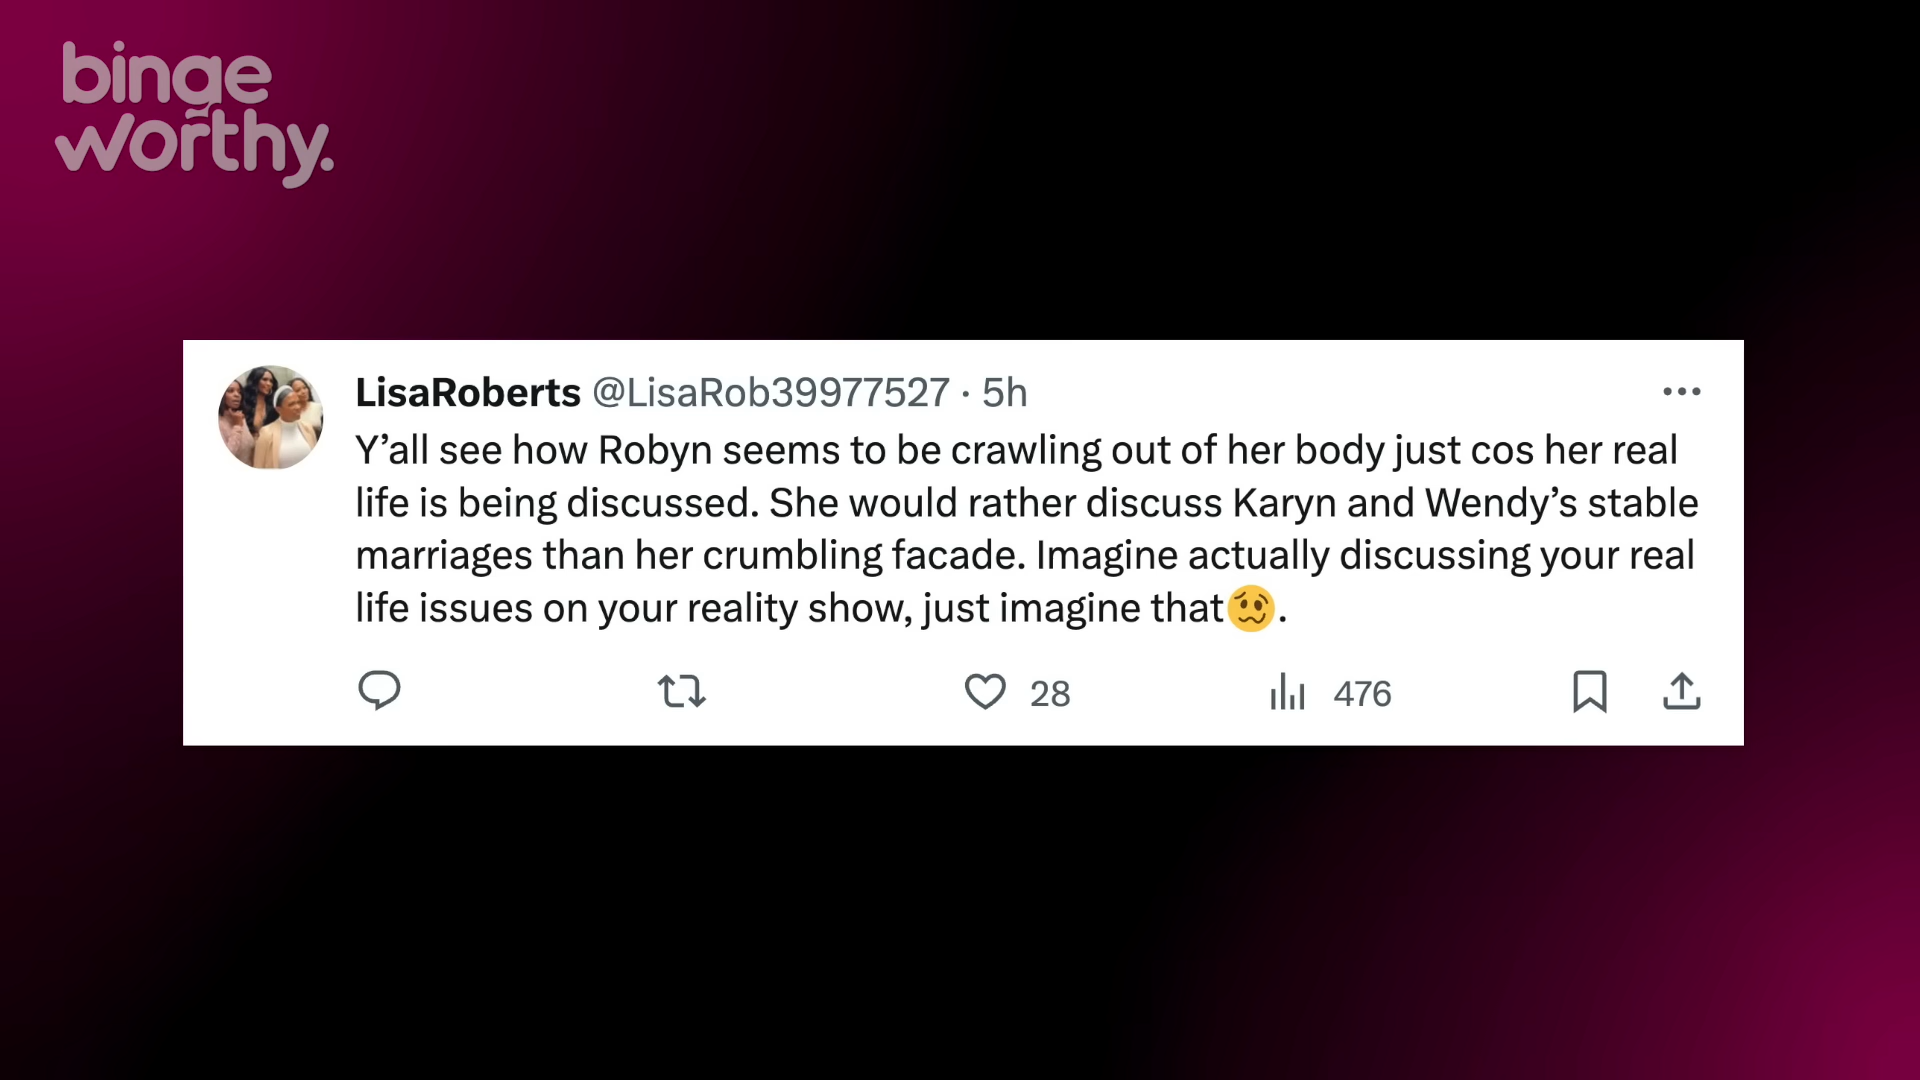 binge
worthy.
LisaRoberts @LisaRob39977527 · 5h
Y’all see how Robyn seems to be crawling out of her body just cos her real
life is being discussed. She would rather discuss Karyn and Wendy’s stable
marriages than her crumbling facade. Imagine actually discussing your real
life issues on your reality show, just imagine that🥴.
28 476